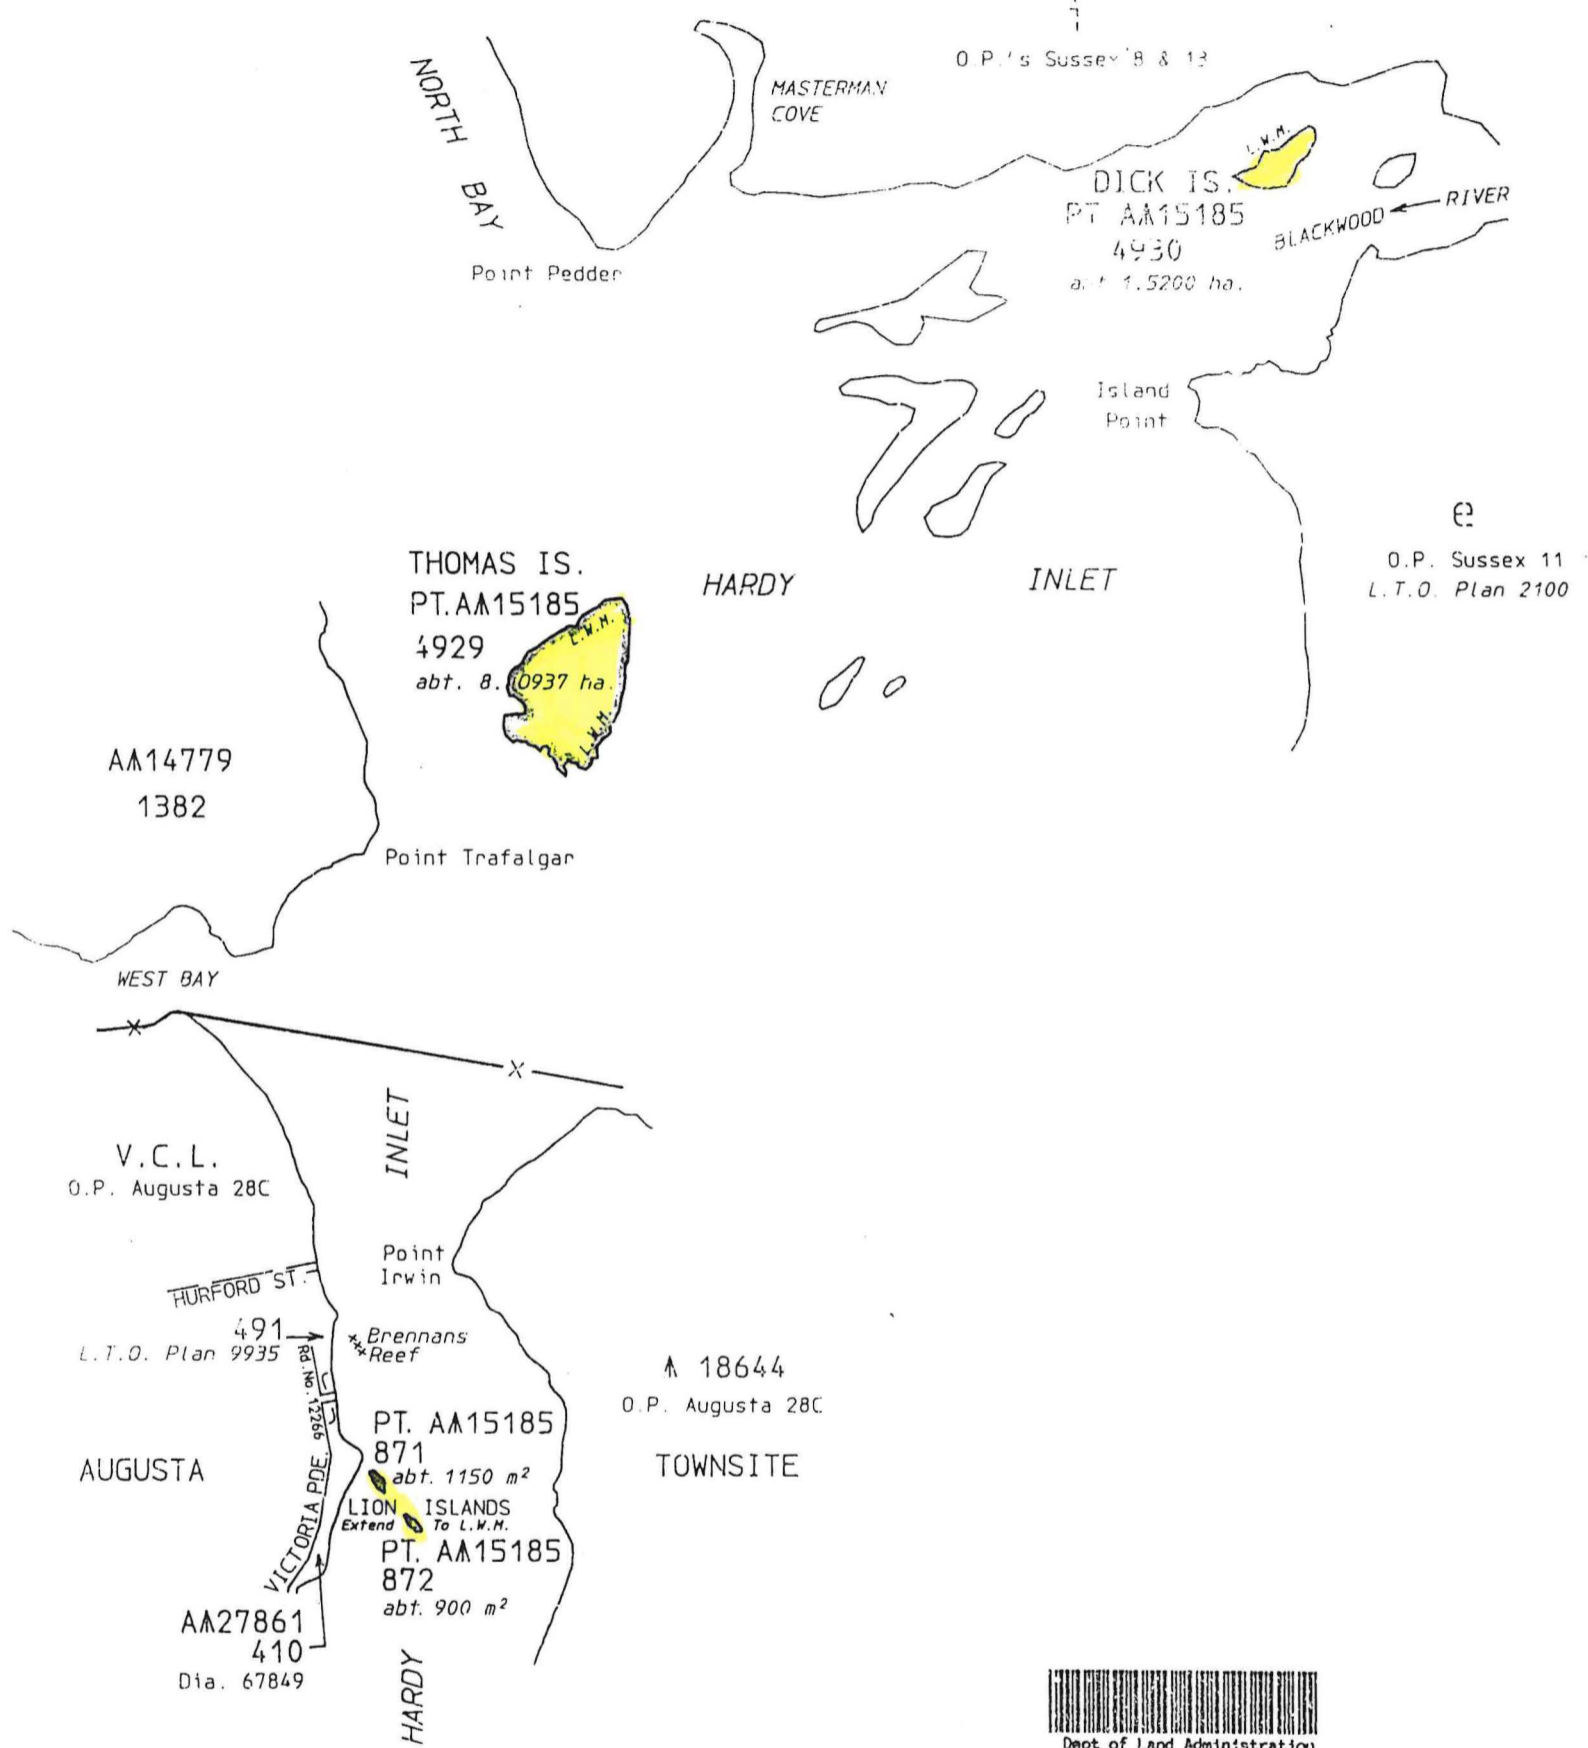 O.P.'s Sussex 8 & 13
NORTH BAY
MASTERMAN
COVE
L.W.M.
DICK IS.
PT AA15185
4930
abt 1.5200 ha.
BLACKWOOD
RIVER
Point Pedder
Island
Point
e
O.P. Sussex 11
L.T.O. Plan 2100
THOMAS IS.
PT. AA15185
4929
abt. 8.0937 ha.
L.W.M.
L.W.M.
HARDY
INLET
AA14779
1382
Point Trafalgar
WEST BAY
X
X
INLET
V.C.L.
O.P. Augusta 28C
Point
Irwin
HURFORD ST.
491
L.T.O. Plan 9935
Brennans
Reef
Rd. No. 12266
18644
O.P. Augusta 28C
PT. AA15185
871
abt. 1150 m²
AUGUSTA
TOWNSITE
VICTORIA PDE.
LION ISLANDS
Extend To L.W.M.
PT. AA15185
872
abt. 900 m²
AA27861
410
Dia. 67849
HARDY
Dept of Land Administration